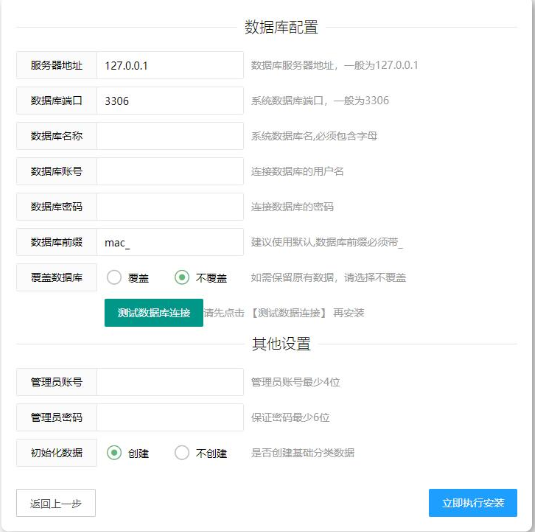 数据库配置
服务器地址 127.0.0.1 数据库服务器地址，一般为127.0.0.1
数据库端口 3306 系统数据库端口，一般为3306
数据库名称 系统数据库名,必须包含字母
数据库账号 连接数据库的用户名
数据库密码 连接数据库的密码
数据库前缀 mac_ 建议使用默认,数据库前缀必须带_
覆盖数据库 覆盖 不覆盖 如需保留原有数据，请选择不覆盖
测试数据库连接 请先点击 【测试数据库连接】 再安装
其他设置
管理员账号 管理员账号最少4位
管理员密码 保证密码最少6位
初始化数据 创建 不创建 是否创建基础分类数据
返回上一步 立即执行安装